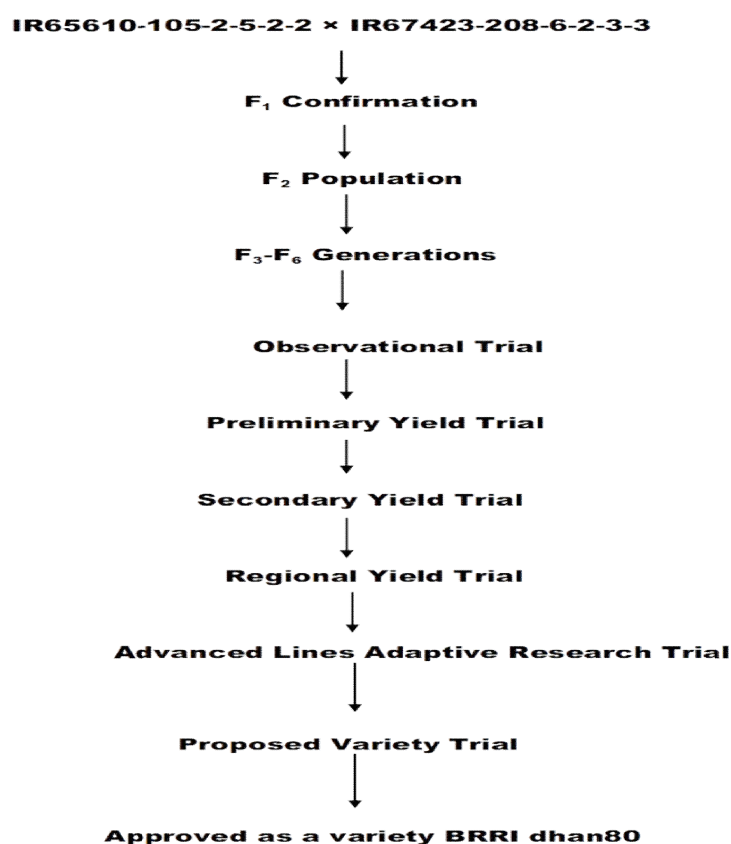 IR65610-105-2-5-2-2 × IR67423-208-6-2-3-3
F₁ Confirmation
F₂ Population
F₃-F₆ Generations
Observational Trial
Preliminary Yield Trial
Secondary Yield Trial
Regional Yield Trial
Advanced Lines Adaptive Research Trial
Proposed Variety Trial
Approved as a variety BRRI dhan80